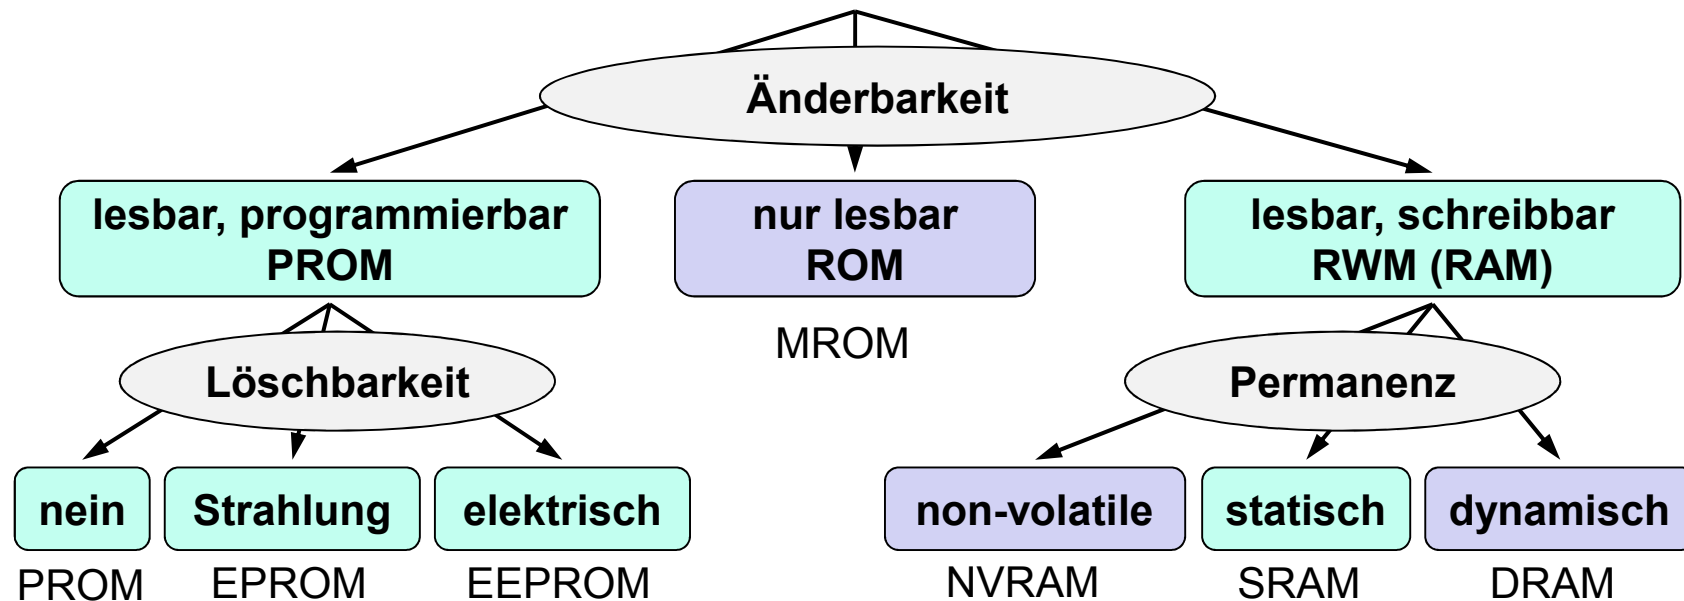 Änderbarkeit
lesbar, programmierbar
PROM
nur lesbar
ROM
lesbar, schreibbar
RWM (RAM)
MROM
Löschbarkeit
Permanenz
nein
Strahlung
elektrisch
non-volatile
statisch
dynamisch
PROM
EPROM
EEPROM
NVRAM
SRAM
DRAM